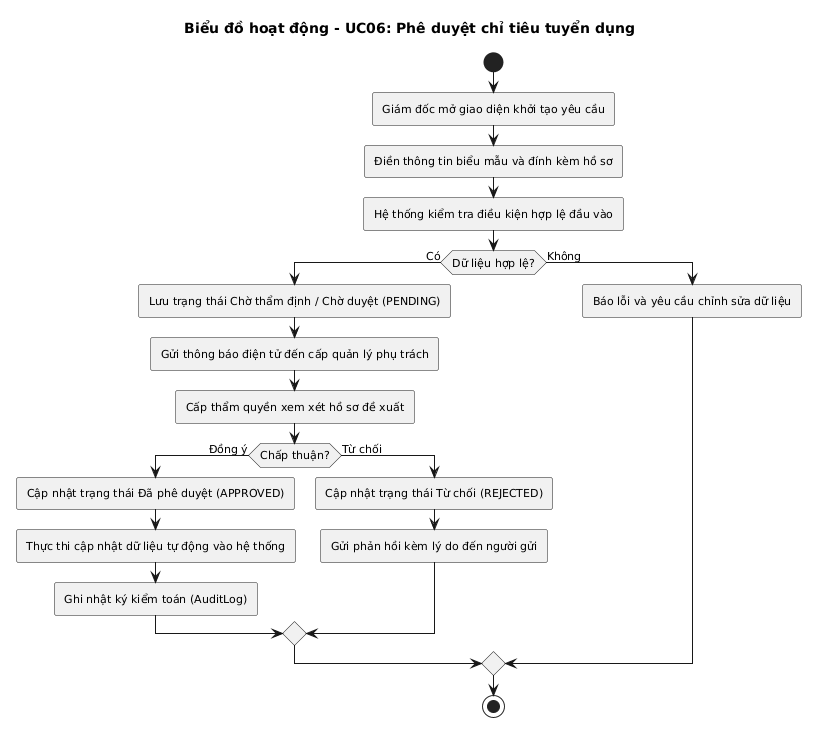 Biểu đồ hoạt động - UC06: Phê duyệt chỉ tiêu tuyển dụng
Giám đốc mở giao diện khởi tạo yêu cầu
Điền thông tin biểu mẫu và đính kèm hồ sơ
Hệ thống kiểm tra điều kiện hợp lệ đầu vào
Có
Dữ liệu hợp lệ?
Không
Lưu trạng thái Chờ thẩm định / Chờ duyệt (PENDING)
Báo lỗi và yêu cầu chỉnh sửa dữ liệu
Gửi thông báo điện tử đến cấp quản lý phụ trách
Cấp thẩm quyền xem xét hồ sơ đề xuất
Đồng ý
Chấp thuận?
Từ chối
Cập nhật trạng thái Đã phê duyệt (APPROVED)
Cập nhật trạng thái Từ chối (REJECTED)
Thực thi cập nhật dữ liệu tự động vào hệ thống
Gửi phản hồi kèm lý do đến người gửi
Ghi nhật ký kiểm toán (AuditLog)